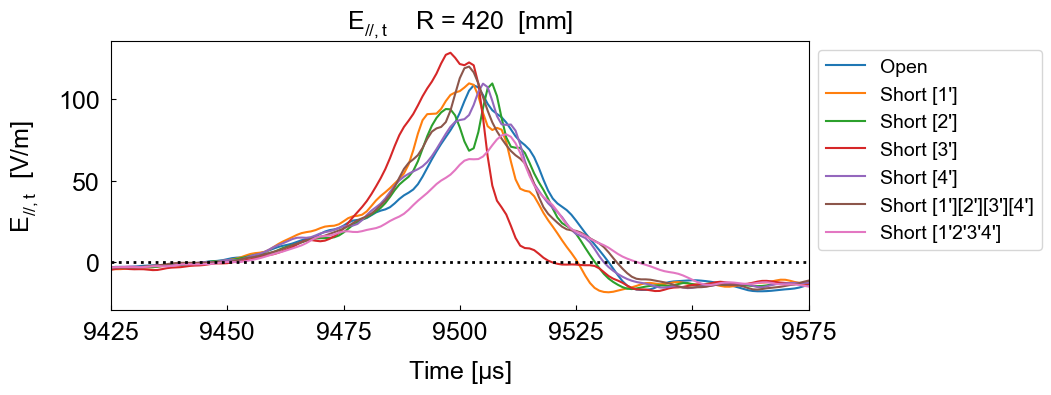 E//, t R = 420 [mm]
E//, t [V/m]
100
50
0
9425 9450 9475 9500 9525 9550 9575
Time [μs]
Open
Short [1']
Short [2']
Short [3']
Short [4']
Short [1'][2'][3'][4']
Short [1'2'3'4']